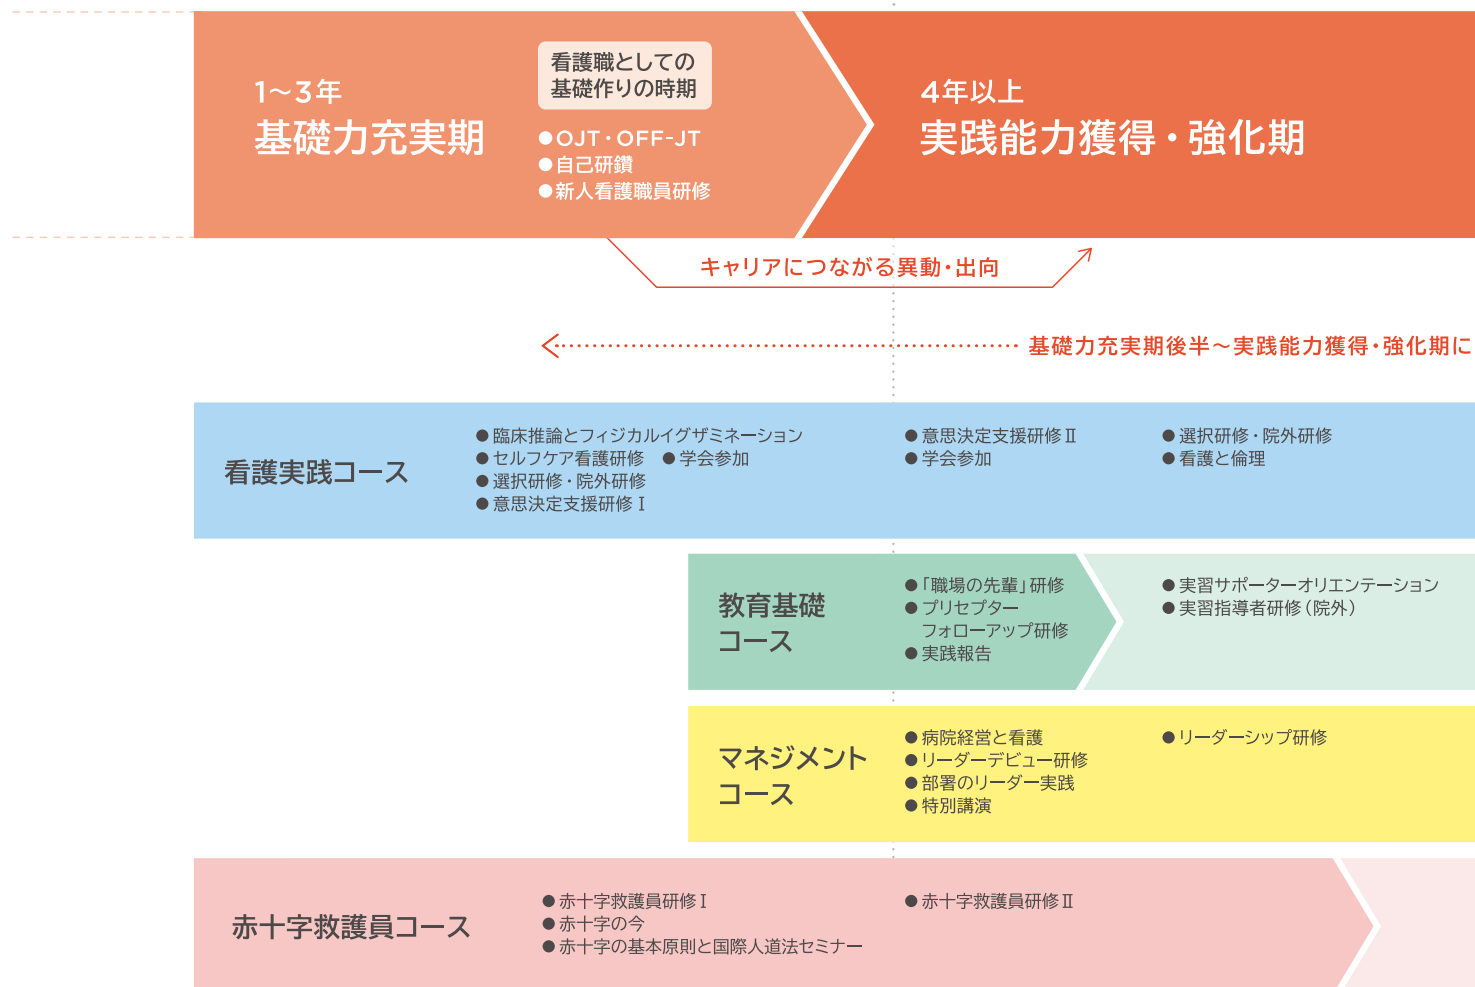 1〜3年
基礎力充実期
看護職としての
基礎作りの時期
●OJT・OFF-JT
●自己研鑽
●新人看護職員研修
4年以上
実践能力獲得・強化期
キャリアにつながる異動・出向
基礎力充実期後半〜実践能力獲得・強化期に
看護実践コース
●臨床推論とフィジカルイグザミネーション
●セルフケア看護研修 ●学会参加
●選択研修・院外研修
●意思決定支援研修Ⅰ
●意思決定支援研修Ⅱ
●学会参加
●選択研修・院外研修
●看護と倫理
教育基礎
コース
●「職場の先輩」研修
●プリセプター
フォローアップ研修
●実践報告
●実習サポーターオリエンテーション
●実習指導者研修（院外）
マネジメント
コース
●病院経営と看護
●リーダーデビュー研修
●部署のリーダー実践
●特別講演
●リーダーシップ研修
赤十字救護員コース
●赤十字救護員研修Ⅰ
●赤十字の今
●赤十字の基本原則と国際人道法セミナー
●赤十字救護員研修Ⅱ